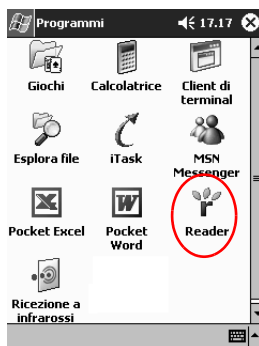 Programmi 17.17
Giochi Calcolatrice Client di
terminal
Esplora file iTask MSN
Messenger
Pocket Excel Pocket Reader
Word
Ricezione a
infrarossi